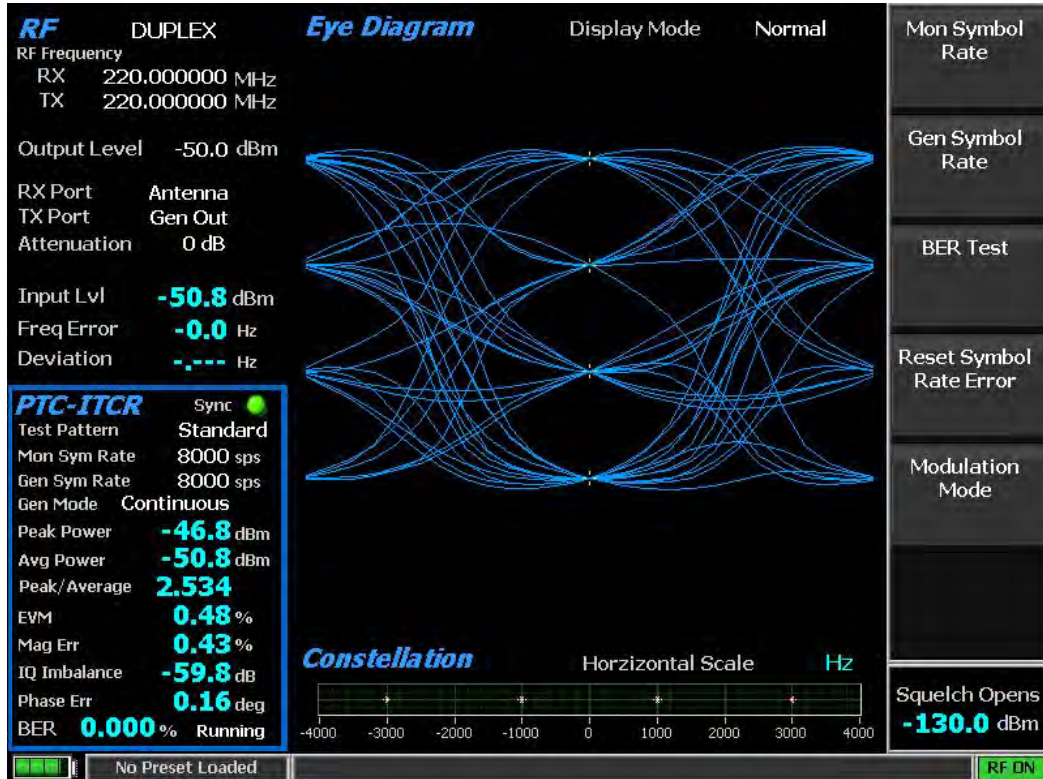 RF DUPLEX
RF Frequency
RX 220.000000 MHz
TX 220.000000 MHz
Output Level -50.0 dBm
RX Port Antenna
TX Port Gen Out
Attenuation 0 dB
Input Lvl -50.8 dBm
Freq Error -0.0 Hz
Deviation -.--- Hz
PTC-ITCR Sync
Test Pattern Standard
Mon Sym Rate 8000 sps
Gen Sym Rate 8000 sps
Gen Mode Continuous
Peak Power -46.8 dBm
Avg Power -50.8 dBm
Peak/Average 2.534
EVM 0.48 %
Mag Err 0.43 %
IQ Imbalance -59.8 dB
Phase Err 0.16 deg
BER 0.000 % Running
Eye Diagram Display Mode Normal
Constellation Horzizontal Scale Hz
-4000 -3000 -2000 -1000 0 1000 2000 3000 4000
Mon Symbol
Rate
Gen Symbol
Rate
BER Test
Reset Symbol
Rate Error
Modulation
Mode
Squelch Opens
-130.0 dBm
No Preset Loaded
RF ON